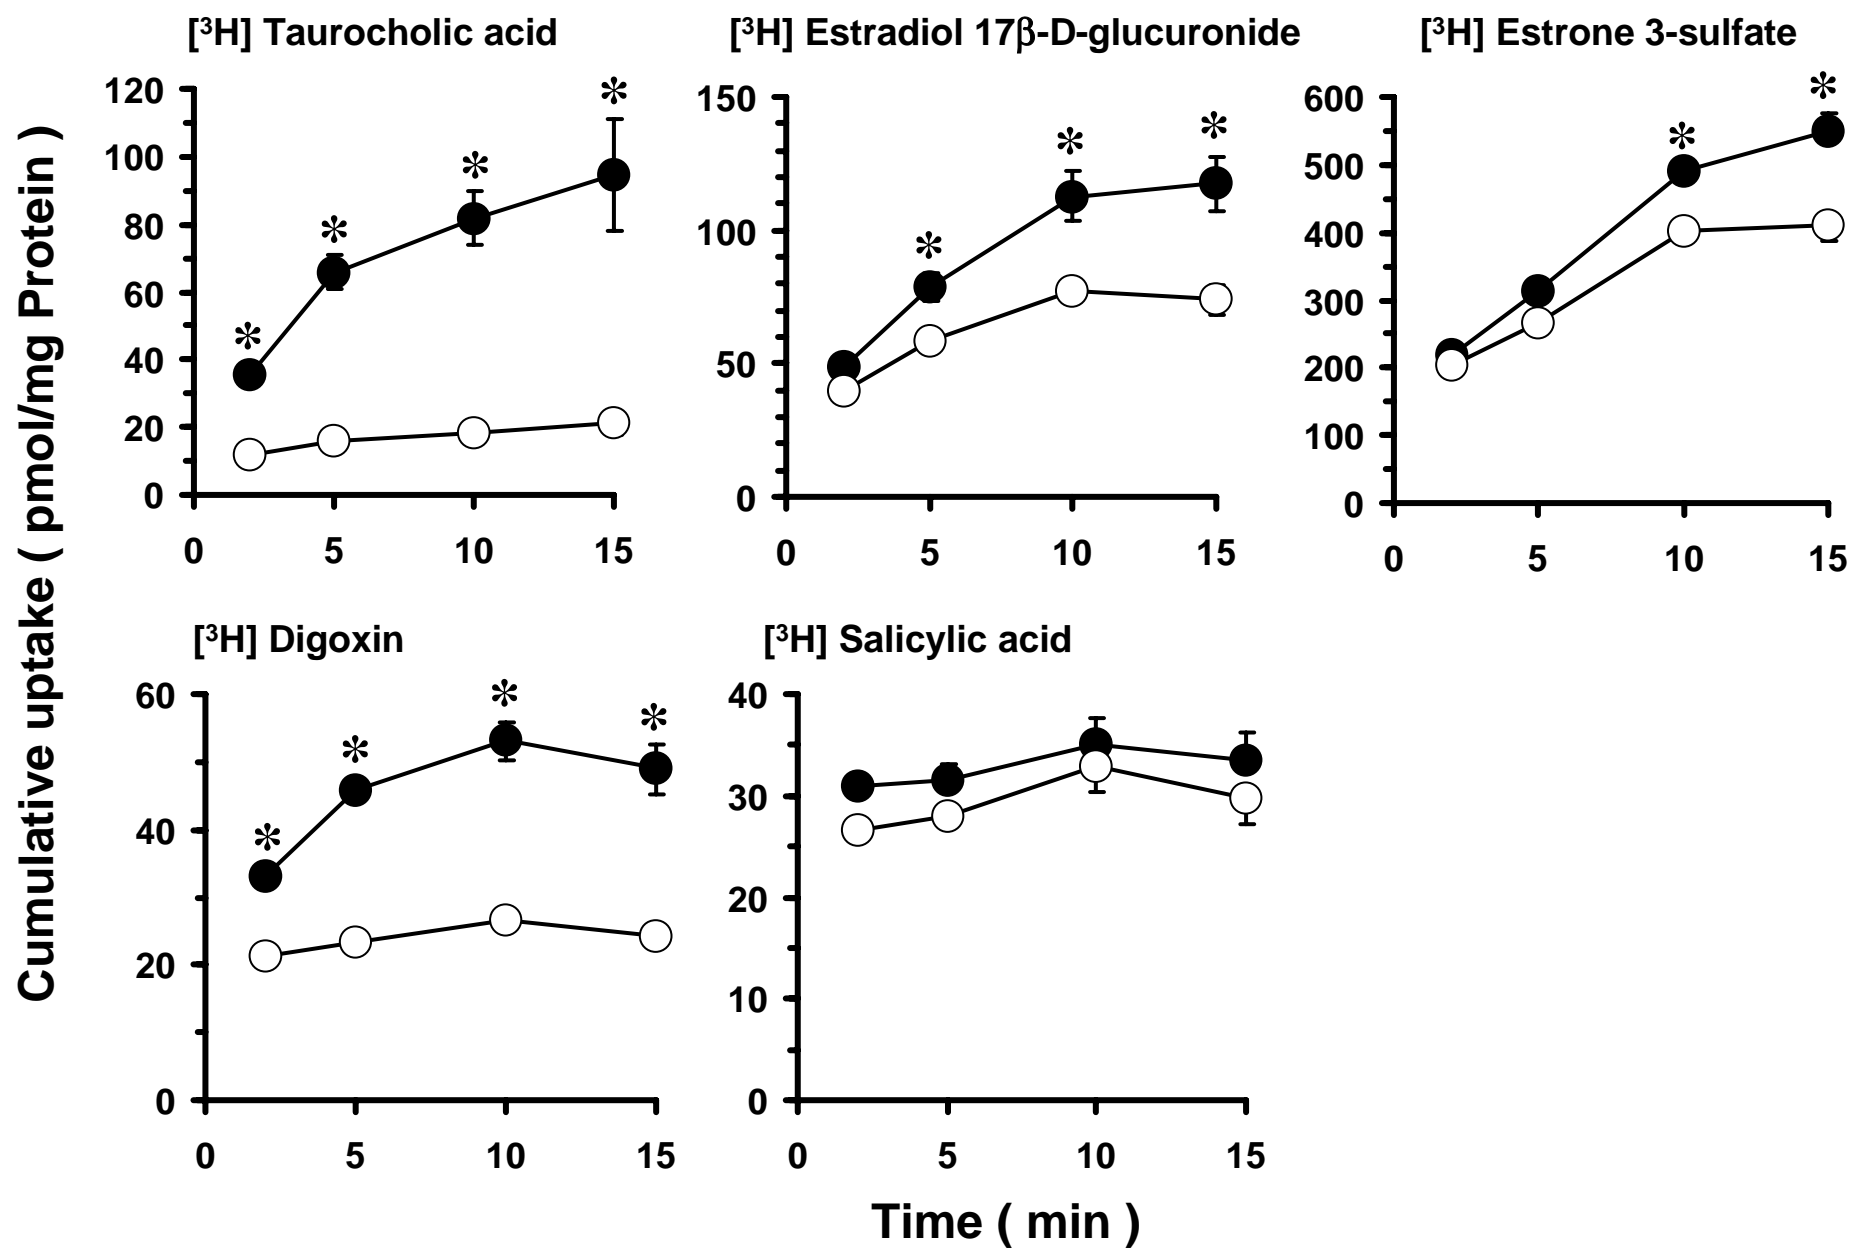 [³H] Taurocholic acid
[³H] Estradiol 17β-D-glucuronide
[³H] Estrone 3-sulfate
Cumulative uptake ( pmol/mg Protein )
120
100
80
60
40
20
0
0 5 10 15
* * * *
150
100
50
0
0 5 10 15
* * *
600
500
400
300
200
100
0
0 5 10 15
* *
[³H] Digoxin
[³H] Salicylic acid
60
40
20
0
0 5 10 15
* * * *
40
30
20
10
0
0 5 10 15
Time ( min )